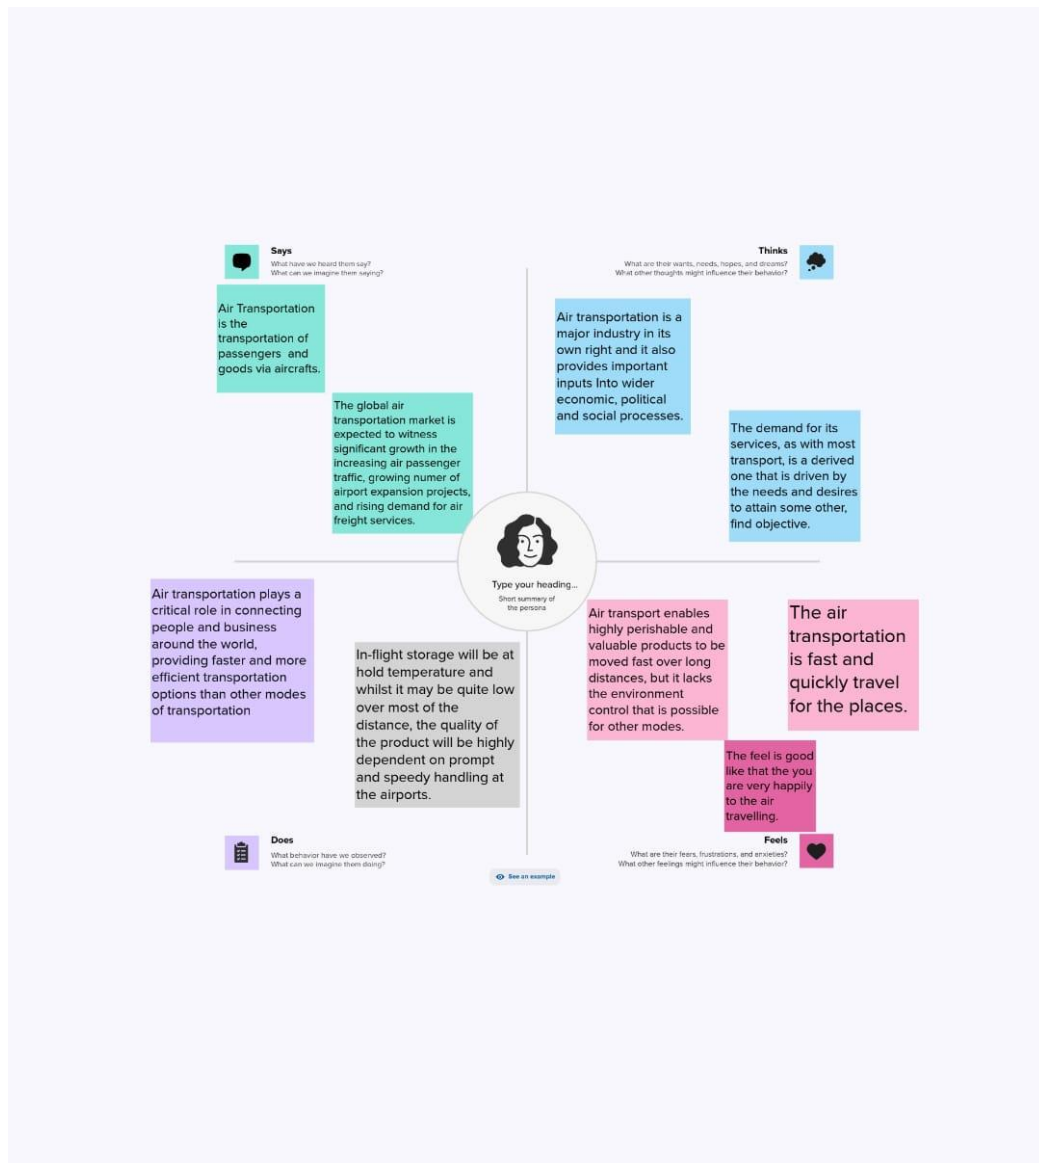 Says
What have we heard them say?
What can we imagine them saying?
Air Transportation
is the
transportation of
passengers and
goods via aircrafts.
The global air
transportation market is
expected to witness
significant growth in the
increasing air passenger
traffic, growing numer of
airport expansion projects,
and rising demand for air
freight services.
Thinks
What are their wants, needs, hopes, and dreams?
What other thoughts might influence their behavior?
Air transportation is a
major industry in its
own right and it also
provides important
inputs Into wider
economic, political
and social processes.
The demand for its
services, as with most
transport, is a derived
one that is driven by
the needs and desires
to attain some other,
find objective.
Type your heading...
Short summary of
the persona
Air transportation plays a
critical role in connecting
people and business
around the world,
providing faster and more
efficient transportation
options than other modes
of transportation
In-flight storage will be at
hold temperature and
whilst it may be quite low
over most of the
distance, the quality of
the product will be highly
dependent on prompt
and speedy handling at
the airports.
Does
What behavior have we observed?
What can we imagine them doing?
Air transport enables
highly perishable and
valuable products to be
moved fast over long
distances, but it lacks
the environment
control that is possible
for other modes.
The air
transportation
is fast and
quickly travel
for the places.
The feel is good
like that the you
are very happily
to the air
travelling.
Feels
What are their fears, frustrations, and anxieties?
What other feelings might influence their behavior?
See an example